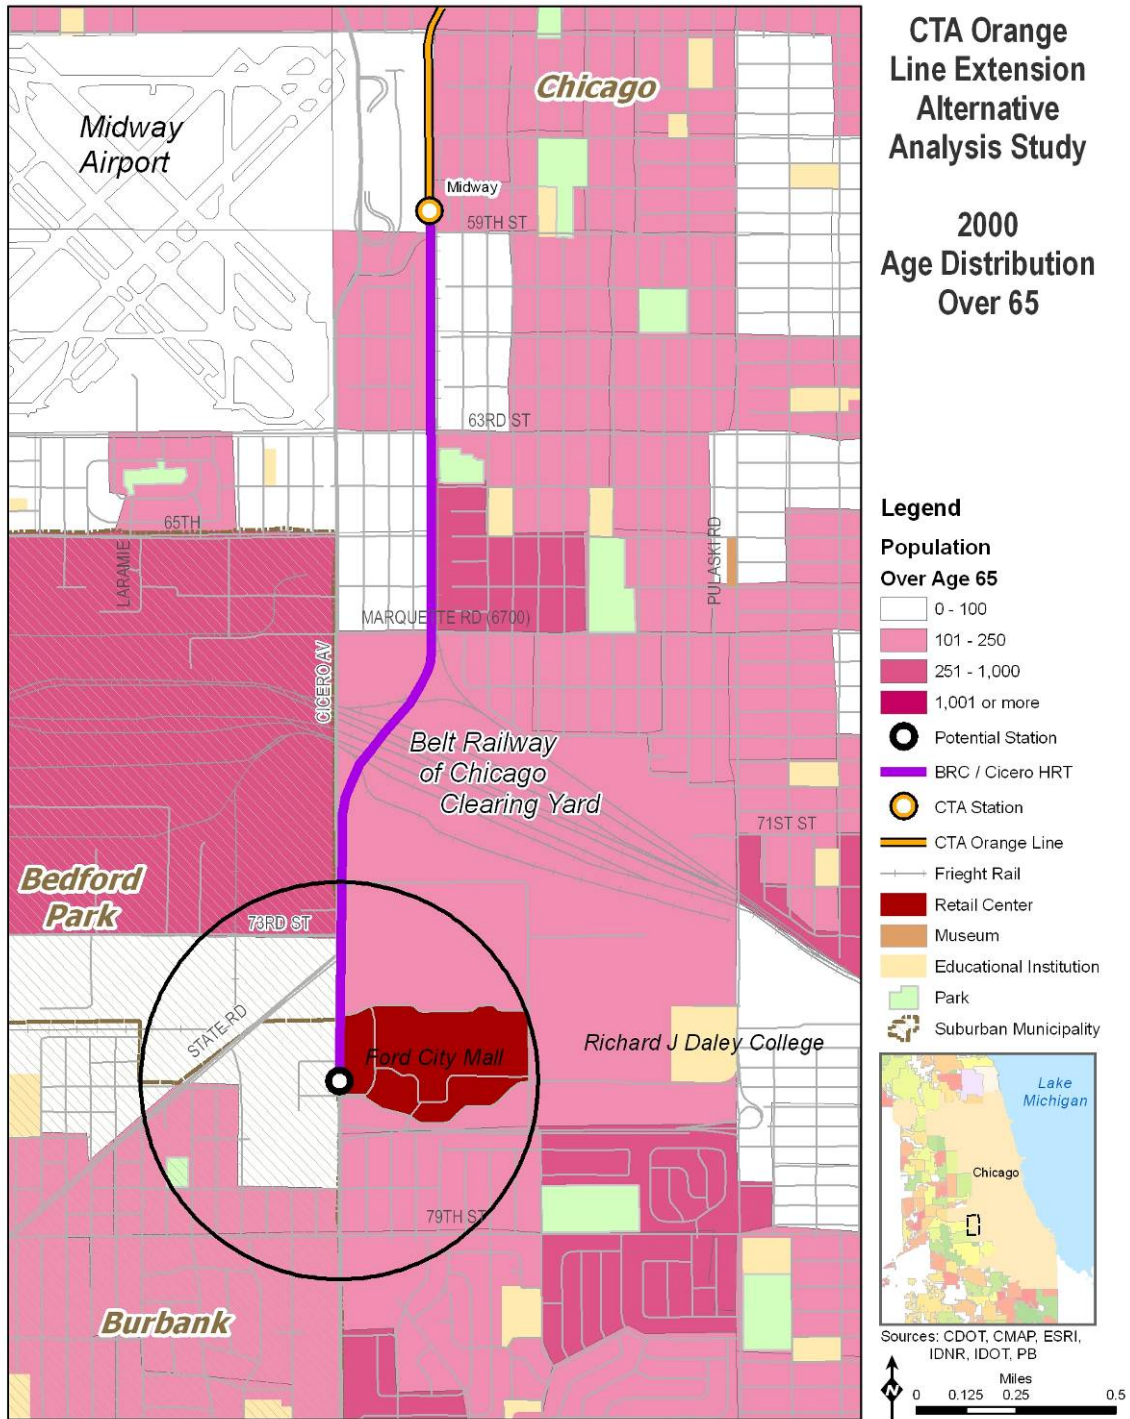 CTA Orange
Line Extension
Alternative
Analysis Study
2000
Age Distribution
Over 65
Chicago
Midway
Airport
Midway
59TH ST
63RD ST
65TH
LARAMIE
PULASKI RD
MARQUETTE RD (6700)
CICERO AV
Belt Railway
of Chicago
Clearing Yard
71ST ST
Bedford
Park
73RD ST
STATE RD
Ford City Mall
Richard J Daley College
79TH ST
Burbank
Legend
Population
Over Age 65
0 - 100
101 - 250
251 - 1,000
1,001 or more
Potential Station
BRC / Cicero HRT
CTA Station
CTA Orange Line
Frieght Rail
Retail Center
Museum
Educational Institution
Park
Suburban Municipality
Lake
Michigan
Chicago
Sources: CDOT, CMAP, ESRI,
IDNR, IDOT, PB
N
Miles
0 0.125 0.25 0.5